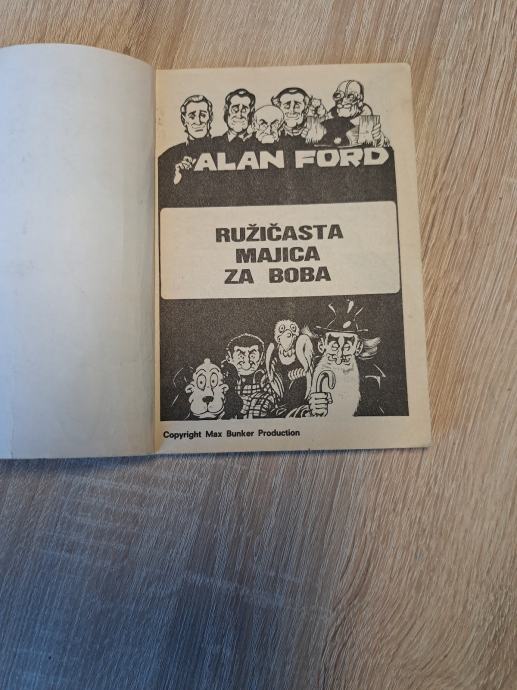 ALAN FORD
RUŽIČASTA
MAJICA
ZA BOBA
Copyright Max Bunker Production